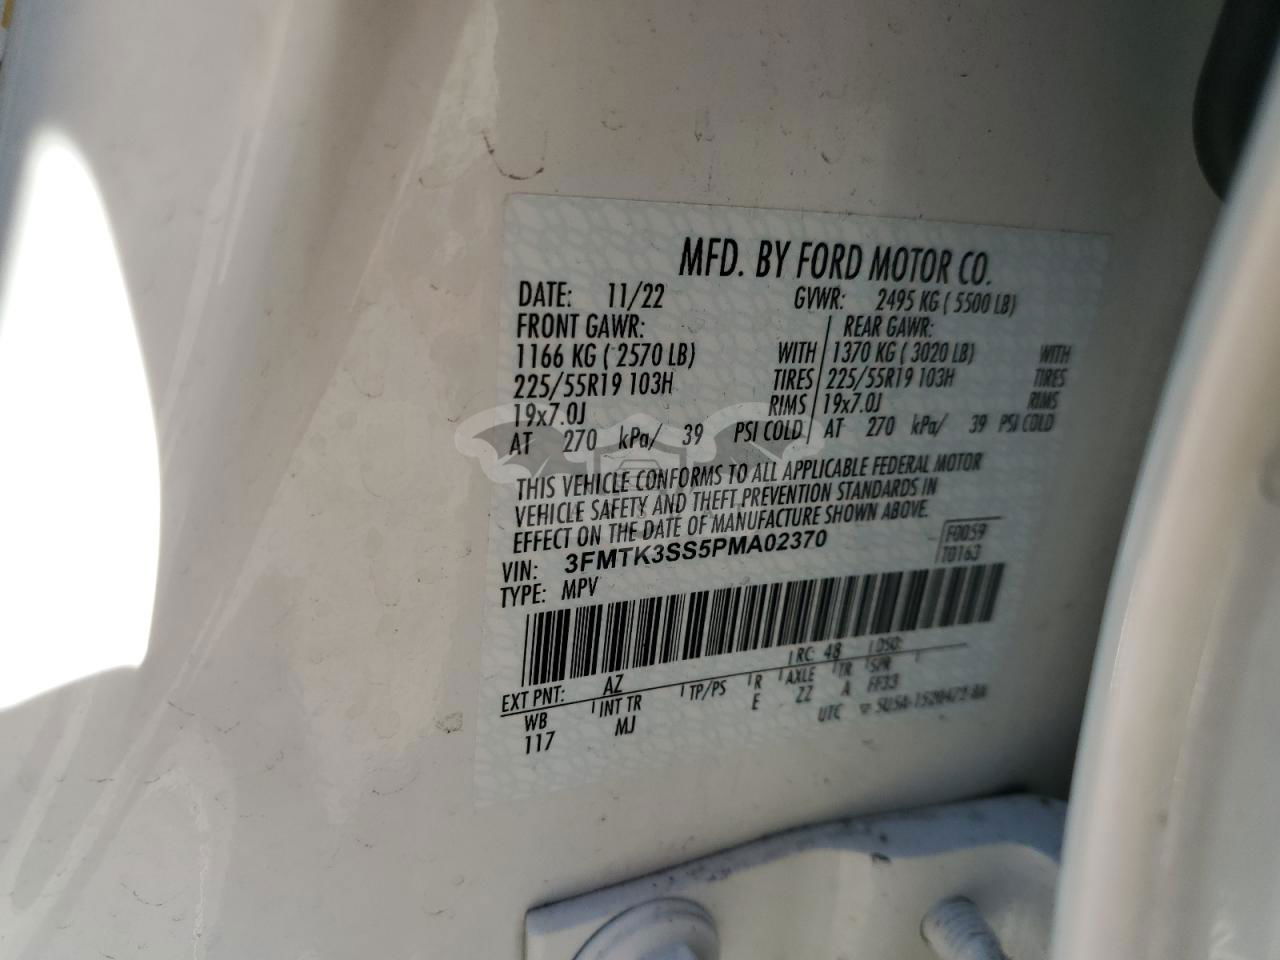 MFD. BY FORD MOTOR CO.
DATE: 11/22 GVWR: 2495 KG ( 5500 LB)
FRONT GAWR: REAR GAWR:
1166 KG ( 2570 LB) WITH 1370 KG ( 3020 LB) WITH
225/55R19 103H TIRES 225/55R19 103H TIRES
19x7.0J RIMS 19x7.0J RIMS
AT 270 kPa/ 39 PSI COLD AT 270 kPa/ 39 PSI COLD
THIS VEHICLE CONFORMS TO ALL APPLICABLE FEDERAL MOTOR
VEHICLE SAFETY AND THEFT PREVENTION STANDARDS IN
EFFECT ON THE DATE OF MANUFACTURE SHOWN ABOVE.
VIN: 3FMTK3SS5PMA02370 F0059
TYPE: MPV T0163
EXT PNT: AZ RC: 48 DSO:
WB INT TR TP/PS R AXLE TR SPR
117 MJ E ZZ A FF33
UTC